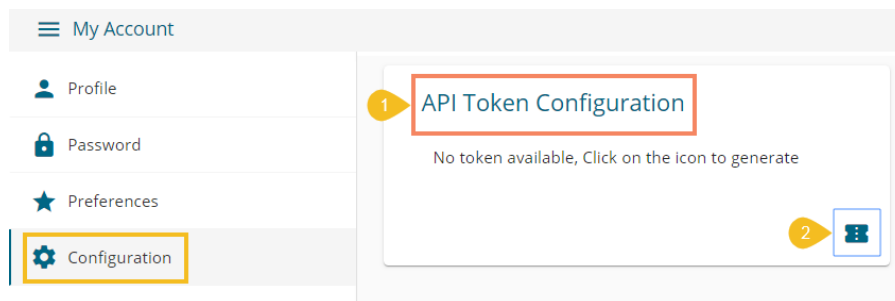 My Account
Profile
Password
Preferences
Configuration
1
API Token Configuration
No token available, Click on the icon to generate
2